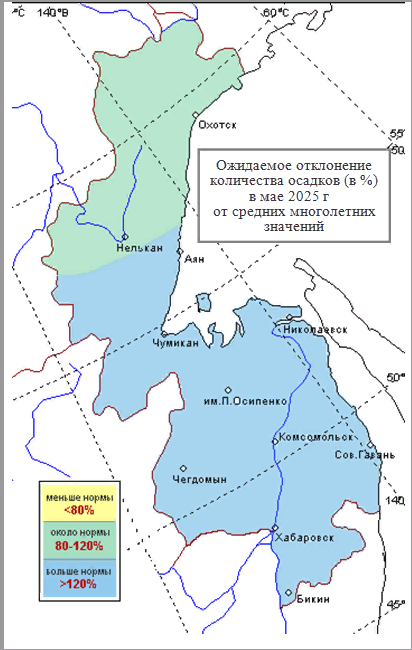 °C 140°В
60°С
Охотск
55°
50
Ожидаемое отклонение
количества осадков (в %)
в мае 2025 г
от средних многолетних
значений
Нелькан
Аян
Чумикан
Николаевск
50°
им.П.Осипенко
Комсомольск
Сов.Гавань
Чегдомын
140
меньше нормы
<80%
около нормы
80-120%
больше нормы
>120%
Хабаровск
Бикин
45°